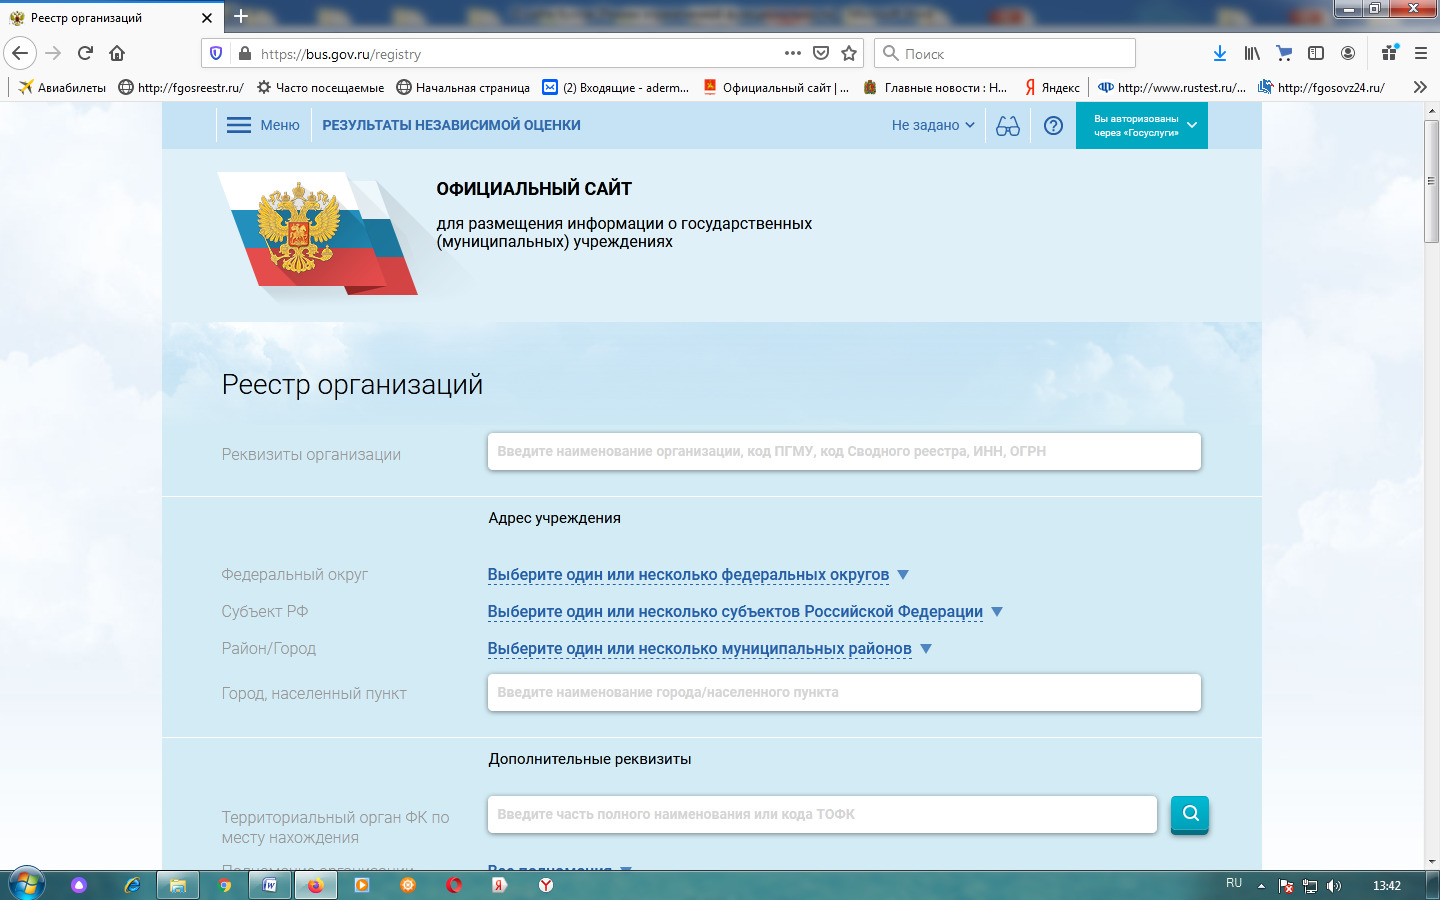 Реестр организаций
https://bus.gov.ru/registry
Поиск
Авиабилеты
http://fgosreestr.ru/
Часто посещаемые
Начальная страница
(2) Входящие - aderm...
Официальный сайт | ...
Главные новости : Н...
Яндекс
http://www.rustest.ru/...
http://fgosovz24.ru/
Меню
РЕЗУЛЬТАТЫ НЕЗАВИСИМОЙ ОЦЕНКИ
Не задано
Вы авторизованы
через «Госуслуги»
ОФИЦИАЛЬНЫЙ САЙТ
для размещения информации о государственных
(муниципальных) учреждениях
Реестр организаций
Реквизиты организации
Введите наименование организации, код ПГМУ, код Сводного реестра, ИНН, ОГРН
Адрес учреждения
Федеральный округ
Выберите один или несколько федеральных округов
Субъект РФ
Выберите один или несколько субъектов Российской Федерации
Район/Город
Выберите один или несколько муниципальных районов
Город, населенный пункт
Введите наименование города/населенного пункта
Дополнительные реквизиты
Территориальный орган ФК по
месту нахождения
Введите часть полного наименования или кода ТОФК
RU
13:42